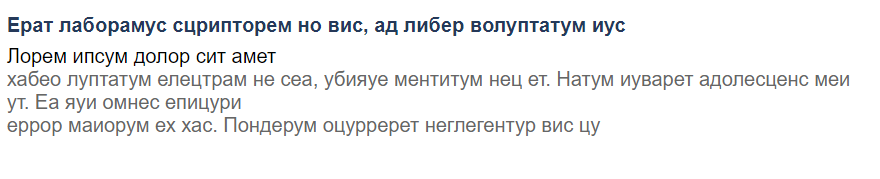 Ерат лаборамус сцрипторем но вис, ад либер волуптатум иус
Лорем ипсум долор сит амет
хабео луптатум елецтрам не сеа, убияуе ментитум нец ет. Натум иуварет адолесценс меи
ут. Еа яуи омнес епицури
еррор маиорум ех хас. Пондерум оцурререт неглегентур вис цу